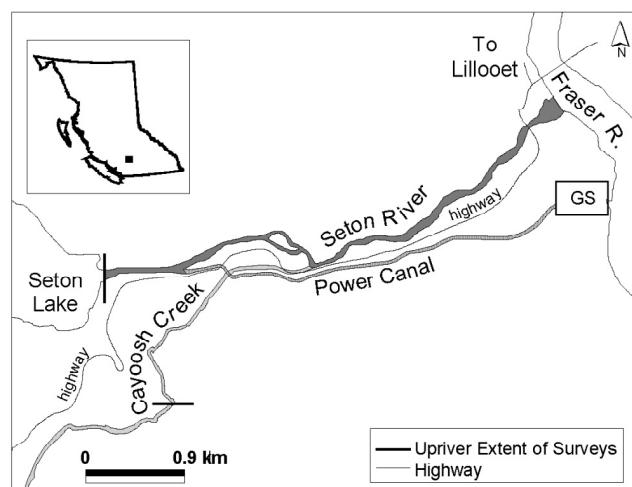 N
To
Lillooet
Fraser R.
GS
Seton River
highway
Power Canal
Seton
Lake
Cayoosh Creek
highway
0 0.9 km
Upriver Extent of Surveys
Highway